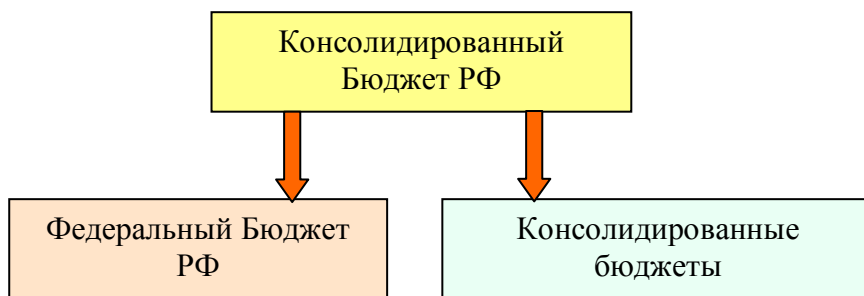 Консолидированный
Бюджет РФ
Федеральный Бюджет
РФ
Консолидированные
бюджеты